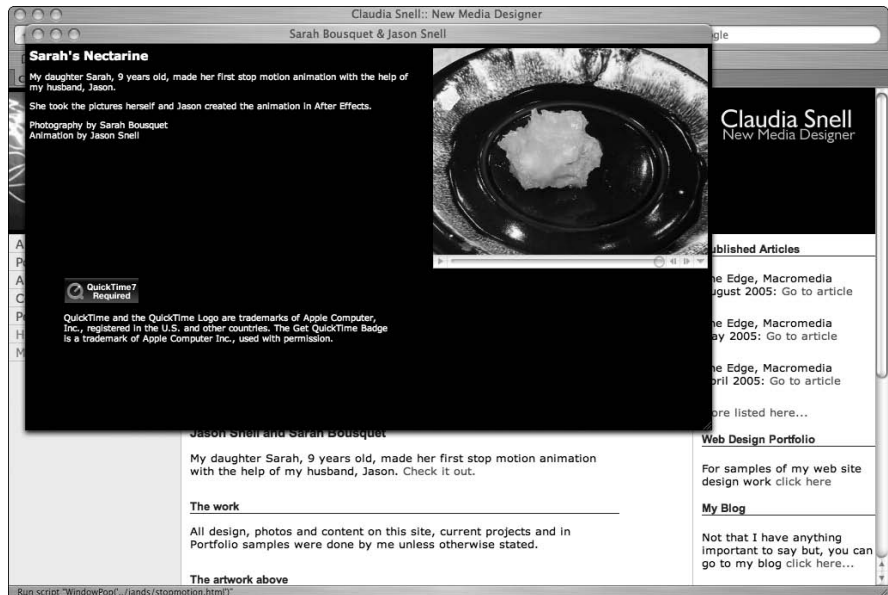 Claudia Snell:: New Media Designer
Sarah Bousquet & Jason Snell
gle
Sarah's Nectarine
My daughter Sarah, 9 years old, made her first stop motion animation with the help of
my husband, Jason.
She took the pictures herself and Jason created the animation in After Effects.
Photography by Sarah Bousquet
Animation by Jason Snell
QuickTime7
Required
QuickTime and the QuickTime Logo are trademarks of Apple Computer,
Inc., registered in the U.S. and other countries. The Get QuickTime Badge
is a trademark of Apple Computer Inc., used with permission.
Claudia Snell
New Media Designer
A
P
A
C
P
H
M
Jason Snell and Sarah Bousquet
My daughter Sarah, 9 years old, made her first stop motion animation
with the help of my husband, Jason. Check it out.
The work
All design, photos and content on this site, current projects and in
Portfolio samples were done by me unless otherwise stated.
The artwork above
ublished Articles
he Edge, Macromedia
ugust 2005: Go to article
he Edge, Macromedia
ay 2005: Go to article
he Edge, Macromedia
pril 2005: Go to article
ore listed here...
Web Design Portfolio
For samples of my web site
design work click here
My Blog
Not that I have anything
important to say but, you can
go to my blog click here...
Run script "WindowPop('../jands/stopmotion.html')"